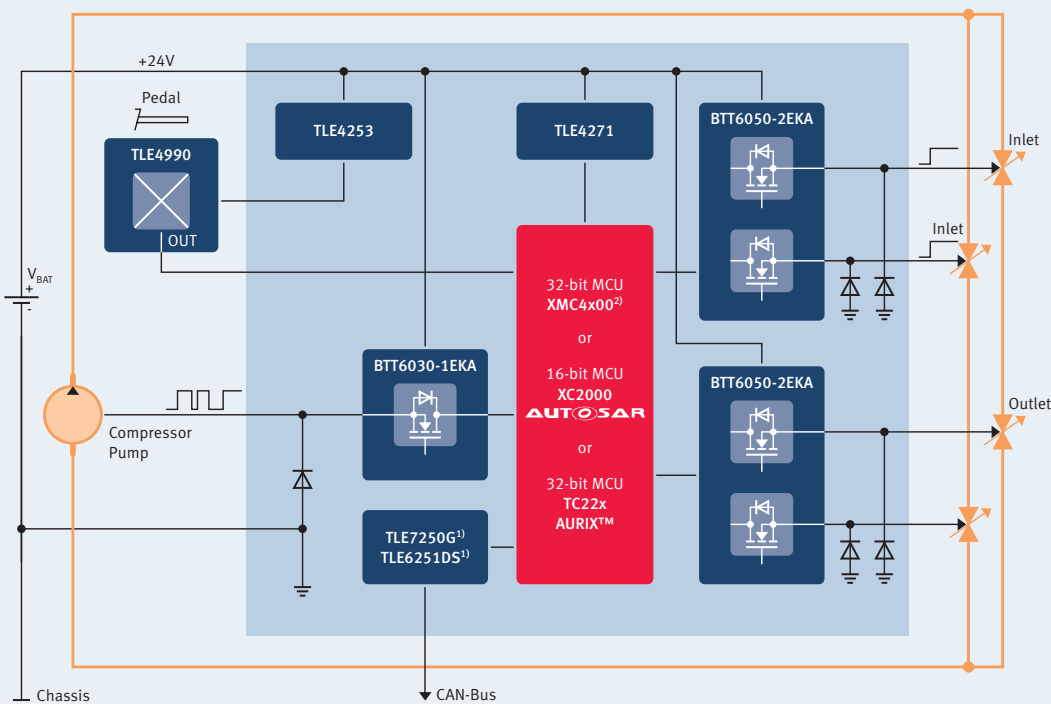 +24V
Pedal
TLE4990
OUT
TLE4253
TLE4271
BTT6050-2EKA
Inlet
Inlet
V_BAT
+
-
32-bit MCU
XMC4x00²⁾
or
16-bit MCU
XC2000
AUTOSAR
or
32-bit MCU
TC22x
AURIX™
BTT6030-1EKA
BTT6050-2EKA
Outlet
Compressor
Pump
TLE7250G¹⁾
TLE6251DS¹⁾
Chassis
CAN-Bus